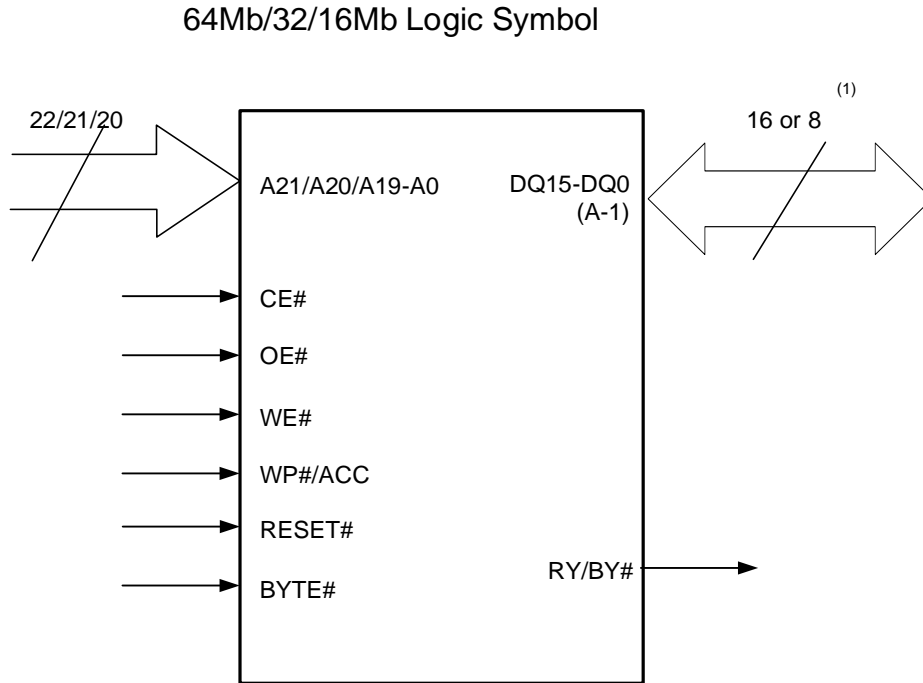 64Mb/32/16Mb Logic Symbol
22/21/20
16 or 8 (1)
A21/A20/A19-A0
DQ15-DQ0
(A-1)
CE#
OE#
WE#
WP#/ACC
RESET#
BYTE#
RY/BY#